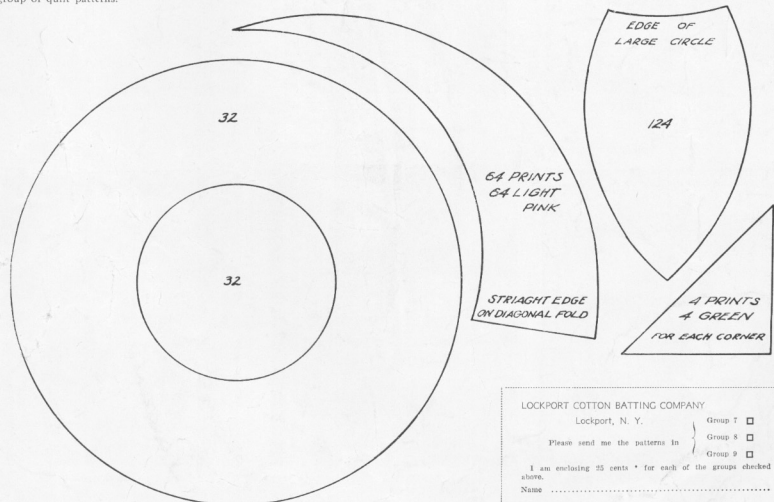 group of quilt patterns.
32
32
64 PRINTS
64 LIGHT
PINK
STRIAGHT EDGE
ON DIAGONAL FOLD
EDGE OF
LARGE CIRCLE
124
4 PRINTS
4 GREEN
FOR EACH CORNER
LOCKPORT COTTON BATTING COMPANY
Lockport, N. Y.
Please send me the patterns in
Group 7
Group 8
Group 9
I am enclosing 25 cents * for each of the groups checked
above.
Name